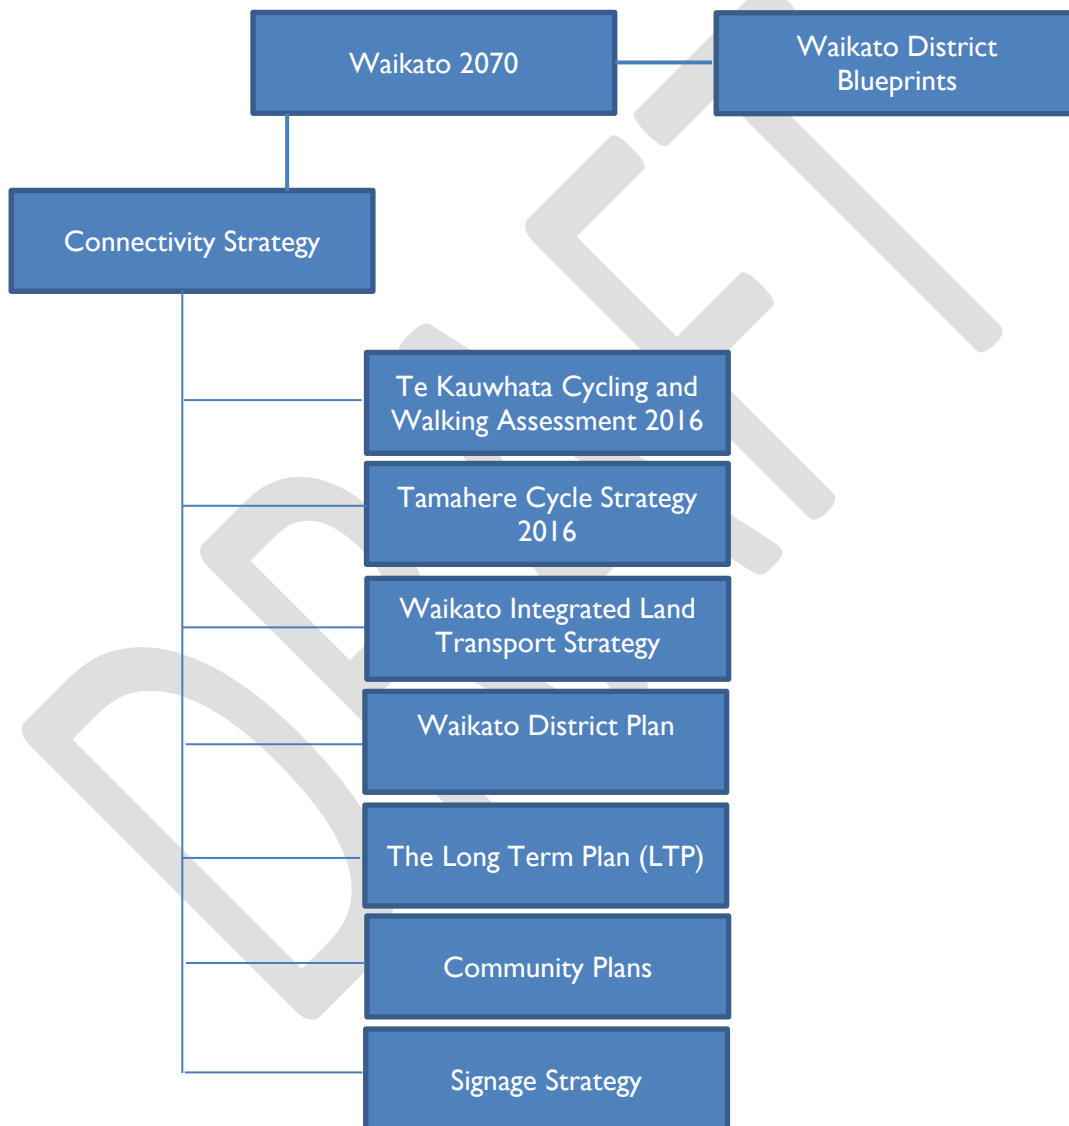 Waikato 2070
Waikato District
Blueprints
Connectivity Strategy
Te Kauwhata Cycling and
Walking Assessment 2016
Tamahere Cycle Strategy
2016
Waikato Integrated Land
Transport Strategy
Waikato District Plan
The Long Term Plan (LTP)
Community Plans
Signage Strategy
DRAFT